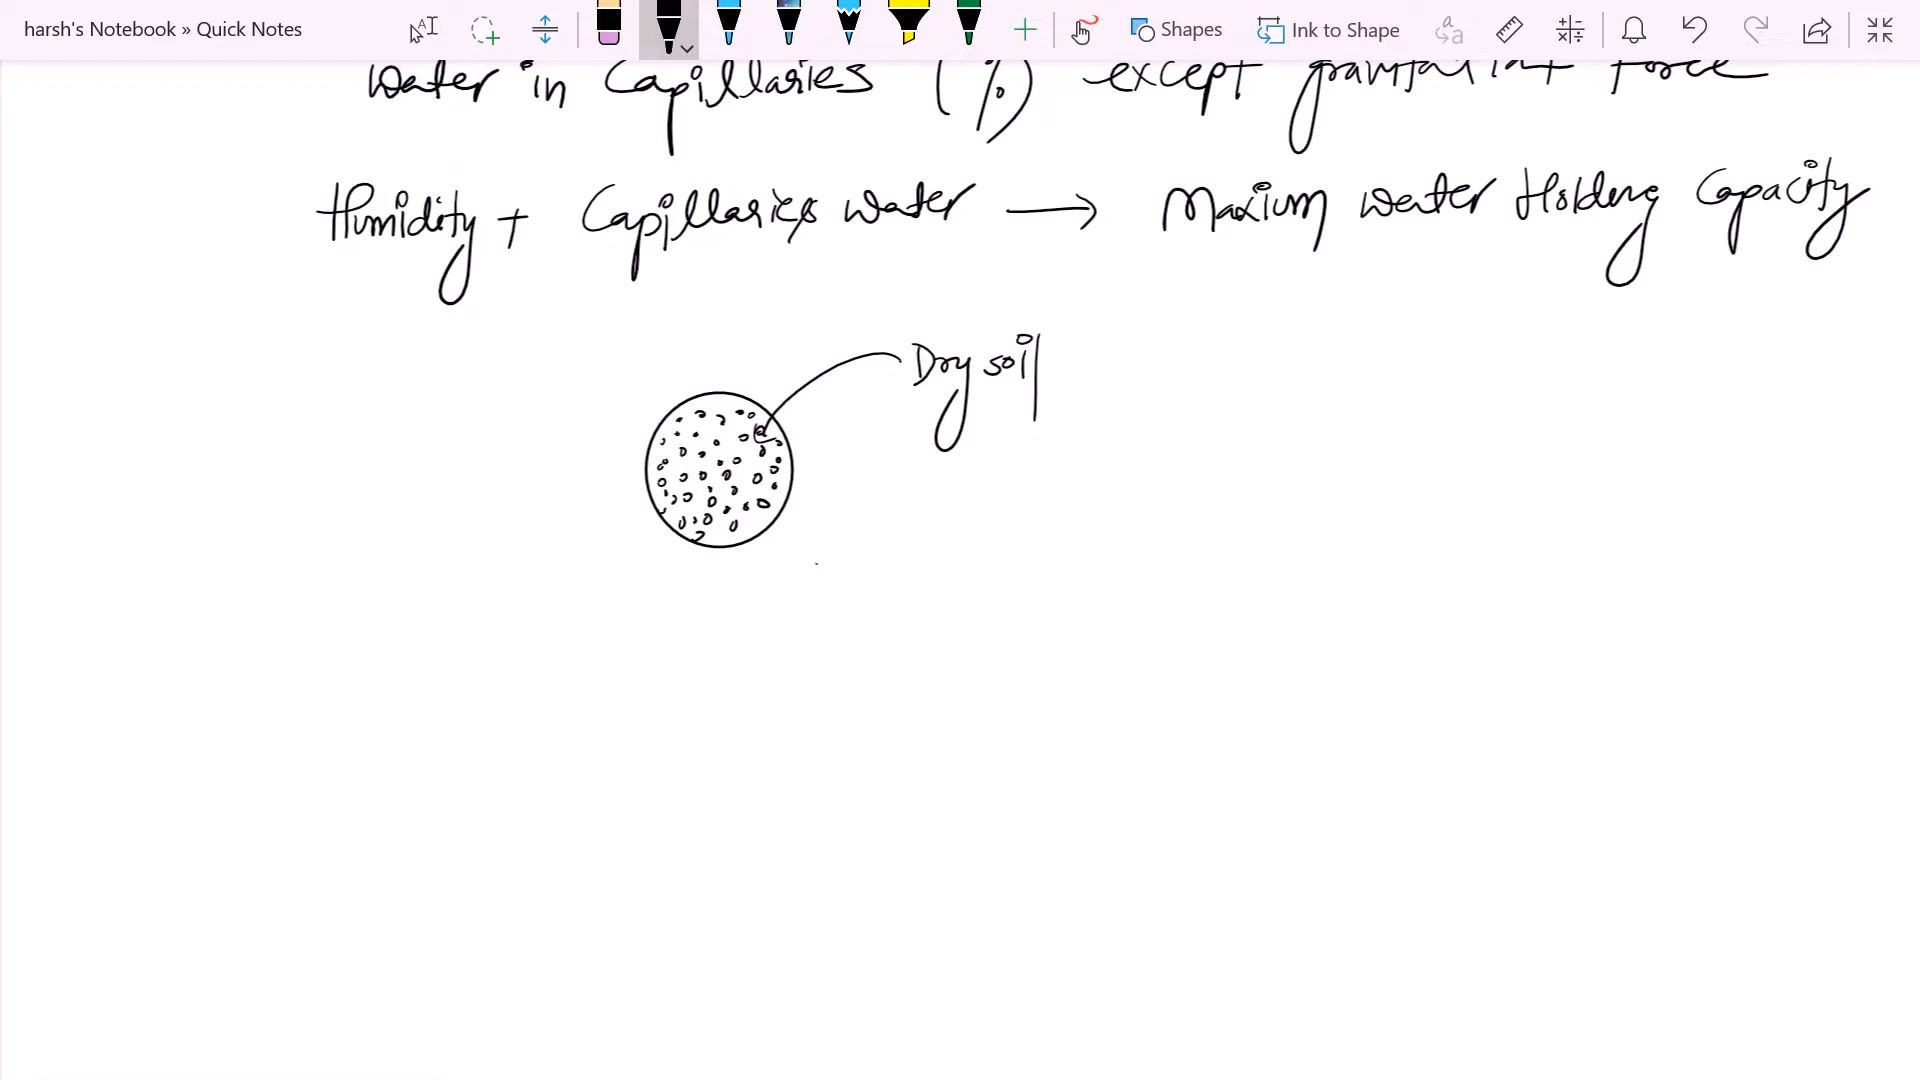 harsh's Notebook » Quick Notes
Shapes
Ink to Shape
Water in Capillaries (%) except force
Humidity + Capillaries Water → Maxium Water Holding Capacity
Dry soil